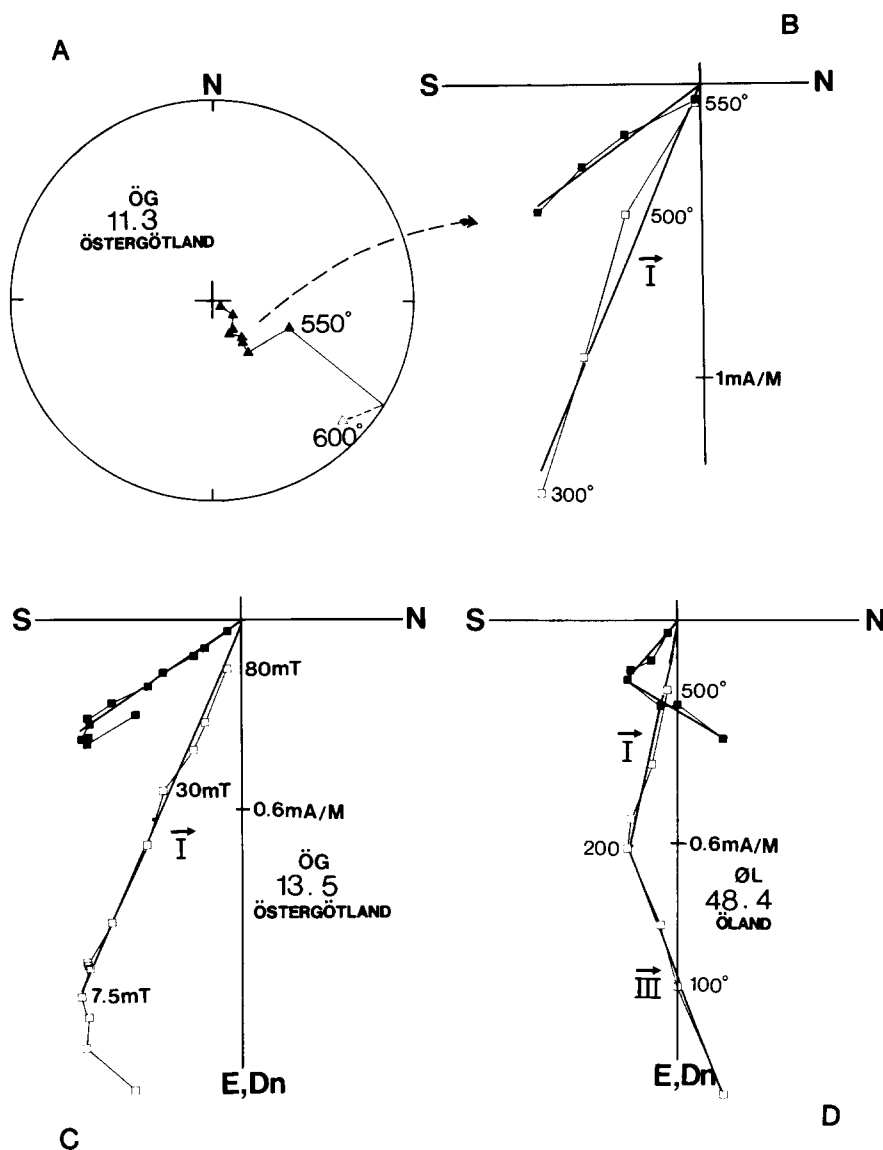 A
N
ÖG
11.3
ÖSTERGÖTLAND
550°
600°
B
S
N
550°
500°
I
1mA/M
300°
S
N
80mT
30mT
0.6mA/M
I
ÖG
13.5
ÖSTERGÖTLAND
7.5mT
E,Dn
C
S
N
500°
I
200
0.6mA/M
ØL
48.4
ÖLAND
III
100°
E,Dn
D